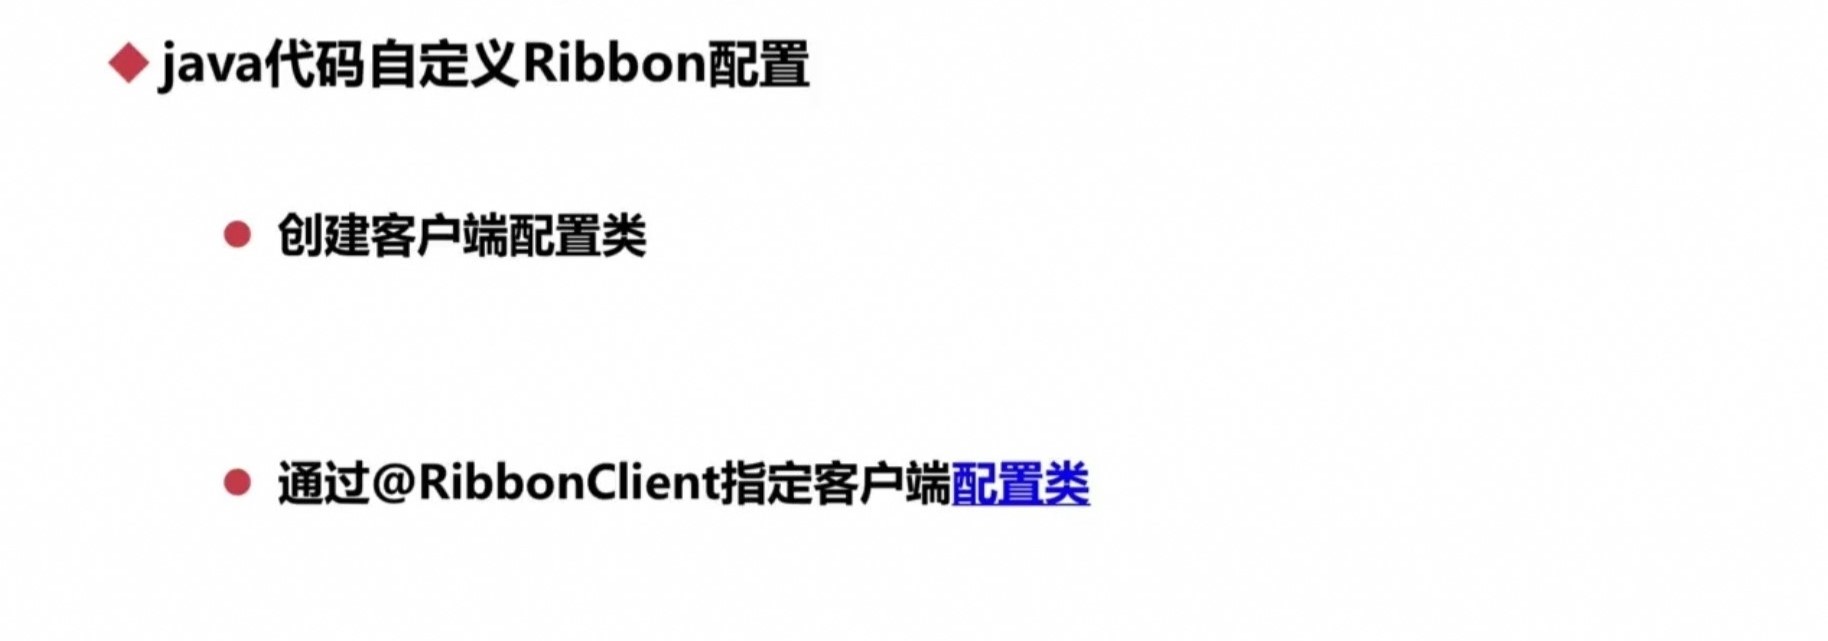 java代码自定义Ribbon配置
创建客户端配置类
通过@RibbonClient指定客户端配置类